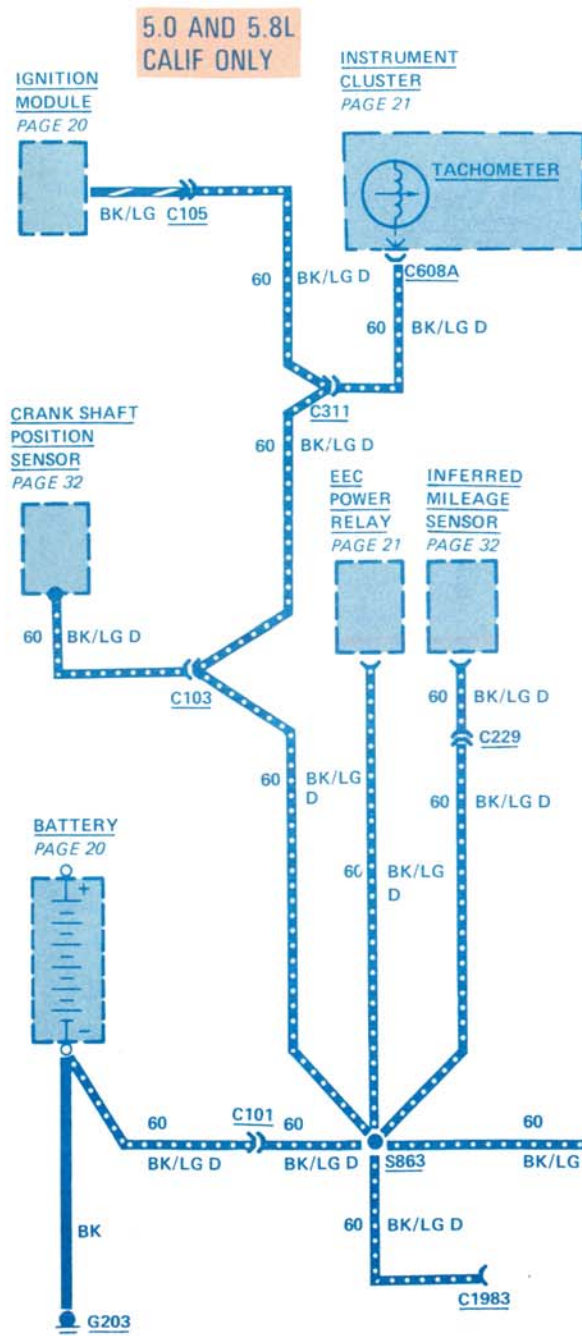 5.0 AND 5.8L
CALIF ONLY
IGNITION
MODULE
PAGE 20
INSTRUMENT
CLUSTER
PAGE 21
TACHOMETER
BK/LG
C105
C608A
60 BK/LG D
60 BK/LG D
C311
CRANK SHAFT
POSITION
SENSOR
PAGE 32
60 BK/LG D
EEC
POWER
RELAY
PAGE 21
INFERRED
MILEAGE
SENSOR
PAGE 32
60 BK/LG D
C103
60 BK/LG D
C229
60 BK/LG
D
60 BK/LG D
BATTERY
PAGE 20
+
60 BK/LG
D
-
C101
60
60
60
BK/LG D
BK/LG D
S863
BK/LG
BK
60 BK/LG D
C1983
G203